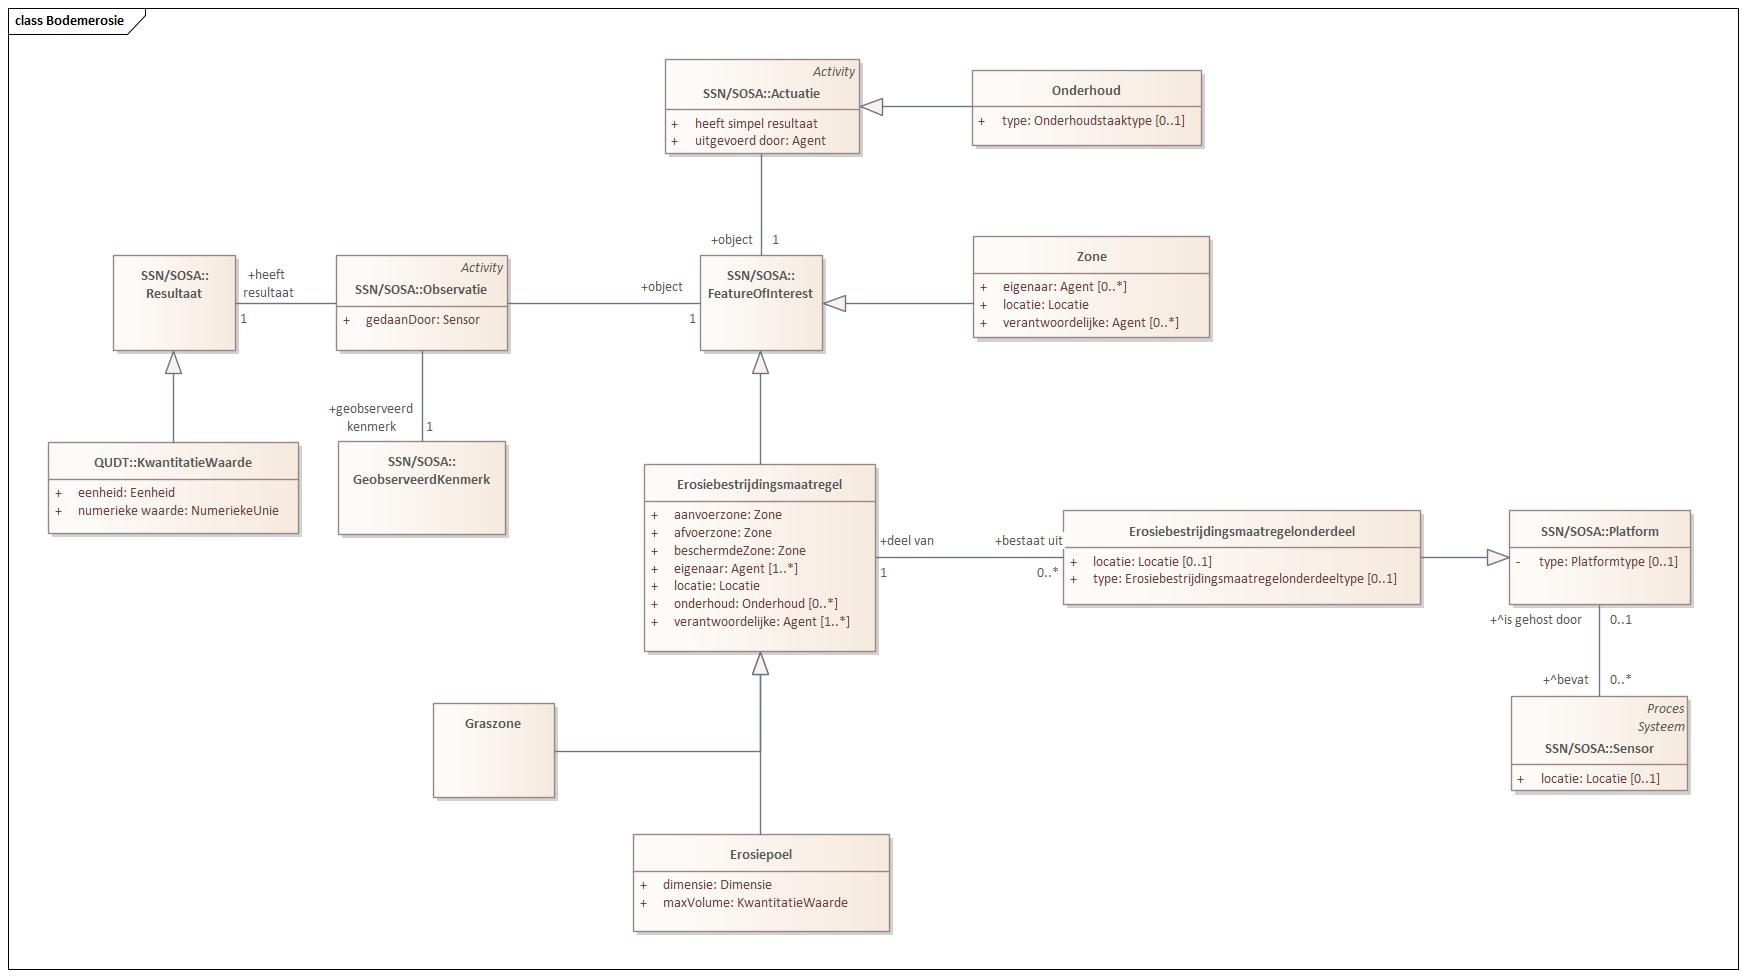 class Bodemerosie
Activity
SSN/SOSA::Actuatie
+ heeft simpel resultaat
+ uitgevoerd door: Agent
Onderhoud
+ type: Onderhoudstaaktype [0..1]
+object 1
SSN/SOSA::
Resultaat
+heeft
resultaat
1
Activity
SSN/SOSA::Observatie
+ gedaanDoor: Sensor
+object
1
SSN/SOSA::
FeatureOfInterest
Zone
+ eigenaar: Agent [0..*]
+ locatie: Locatie
+ verantwoordelijke: Agent [0..*]
+geobserveerd
kenmerk 1
QUDT::KwantitatieWaarde
+ eenheid: Eenheid
+ numerieke waarde: NumeriekeUnie
SSN/SOSA::
GeobserveerdKenmerk
Erosiebestrijdingsmaatregel
+ aanvoerzone: Zone
+ afvoerzone: Zone
+ beschermdeZone: Zone
+ eigenaar: Agent [1..*]
+ locatie: Locatie
+ onderhoud: Onderhoud [0..*]
+ verantwoordelijke: Agent [1..*]
+deel van
1
+bestaat uit
0..*
Erosiebestrijdingsmaatregelonderdeel
+ locatie: Locatie [0..1]
+ type: Erosiebestrijdingsmaatregelonderdeeltype [0..1]
SSN/SOSA::Platform
- type: Platformtype [0..1]
+^is gehost door 0..1
+^bevat 0..*
Proces
Systeem
SSN/SOSA::Sensor
+ locatie: Locatie [0..1]
Graszone
Erosiepoel
+ dimensie: Dimensie
+ maxVolume: KwantitatieWaarde